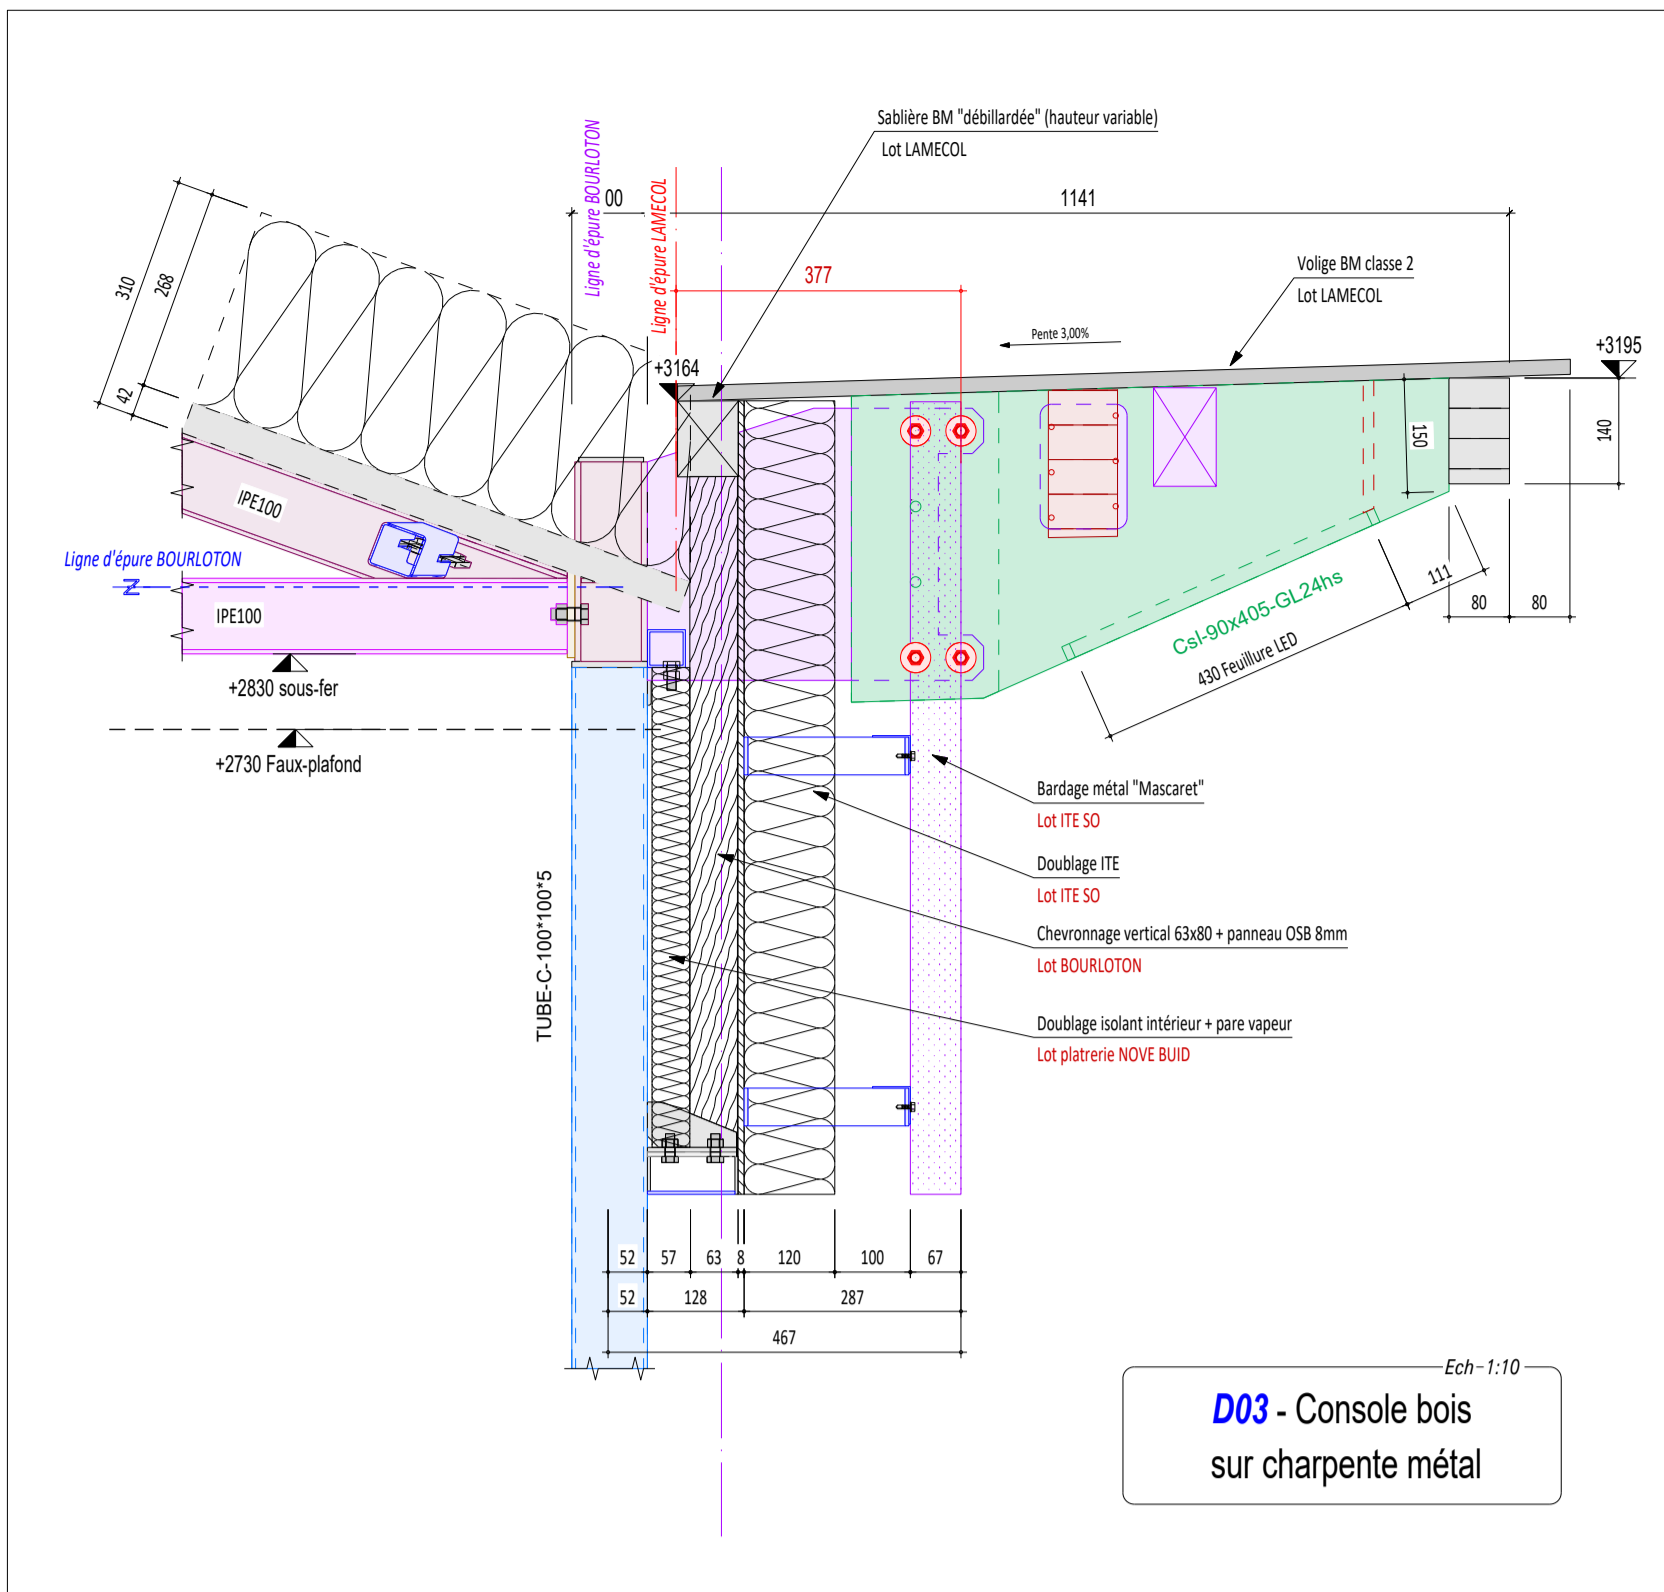 Sablière BM "débillardée" (hauteur variable)
Lot LAMECOL
Ligne d'épure BOURLOTON
Ligne d'épure LAMECOL
00
1141
377
Volige BM classe 2
Lot LAMECOL
Pente 3,00%
+3164
+3195
310
268
42
150
140
IPE100
Ligne d'épure BOURLOTON
IPE100
+2830 sous-fer
+2730 Faux-plafond
Csl-90x405-GL24hs
430 Feuillure LED
111
80
80
Bardage métal "Mascaret"
Lot ITE SO
Doublage ITE
Lot ITE SO
Chevronnage vertical 63x80 + panneau OSB 8mm
Lot BOURLOTON
Doublage isolant intérieur + pare vapeur
Lot platrerie NOVE BUID
TUBE-C-100*100*5
52 57 63 8 120 100 67
52 128 287
467
Ech-1:10
D03 - Console bois
sur charpente métal